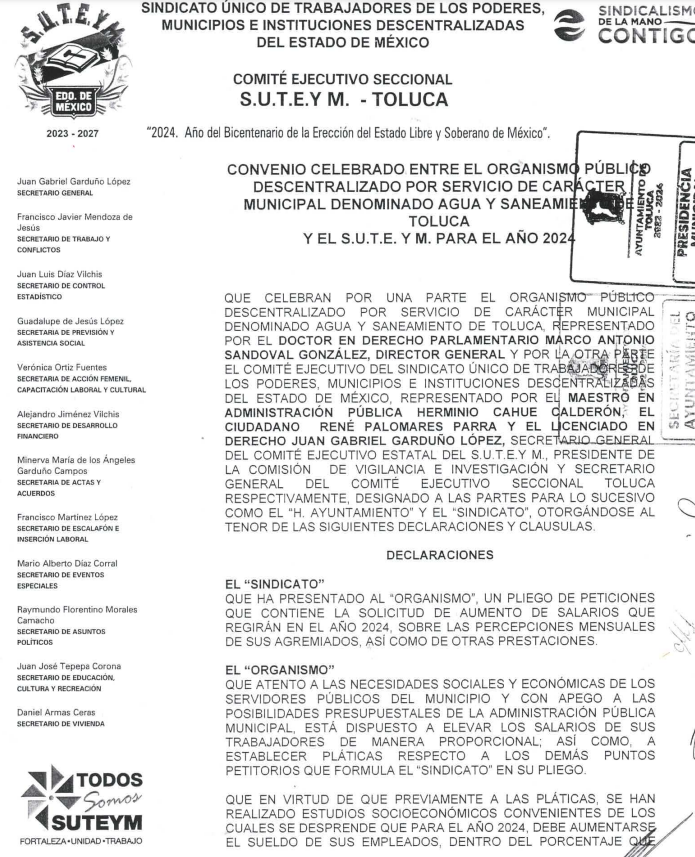 S.U.T.E.Y M.
EDO. DE
MÉXICO
2023 - 2027
SINDICATO ÚNICO DE TRABAJADORES DE LOS PODERES,
MUNICIPIOS E INSTITUCIONES DESCENTRALIZADAS
DEL ESTADO DE MÉXICO
SINDICALISMO
DE LA MANO
CONTIGO
COMITÉ EJECUTIVO SECCIONAL
S.U.T.E.Y M. - TOLUCA
"2024. Año del Bicentenario de la Erección del Estado Libre y Soberano de México".
CONVENIO CELEBRADO ENTRE EL ORGANISMO PÚBLICO
DESCENTRALIZADO POR SERVICIO DE CARÁCTER
MUNICIPAL DENOMINADO AGUA Y SANEAMIENTO DE
TOLUCA
Y EL S.U.T.E. Y M. PARA EL AÑO 2024
AYUNTAMIENTO DE
TOLUCA
2022 - 2024
PRESIDENCIA
SECRETARÍA DEL
AYUNTAMIENTO
Juan Gabriel Garduño López
SECRETARIO GENERAL
Francisco Javier Mendoza de
Jesús
SECRETARIO DE TRABAJO Y
CONFLICTOS
Juan Luis Díaz Vilchis
SECRETARIO DE CONTROL
ESTADÍSTICO
Guadalupe de Jesús López
SECRETARIA DE PREVISIÓN Y
ASISTENCIA SOCIAL
Verónica Ortiz Fuentes
SECRETARIA DE ACCIÓN FEMENIL,
CAPACITACIÓN LABORAL Y CULTURAL
Alejandro Jiménez Vilchis
SECRETARIO DE DESARROLLO
FINANCIERO
Minerva María de los Ángeles
Garduño Campos
SECRETARIA DE ACTAS Y
ACUERDOS
Francisco Martínez López
SECRETARIO DE ESCALAFÓN E
INSERCIÓN LABORAL
Mario Alberto Díaz Corral
SECRETARIO DE EVENTOS
ESPECIALES
Raymundo Florentino Morales
Camacho
SECRETARIO DE ASUNTOS
POLÍTICOS
Juan José Tepepa Corona
SECRETARIO DE EDUCACIÓN,
CULTURA Y RECREACIÓN
Daniel Armas Ceras
SECRETARIO DE VIVIENDA
TODOS
Somos
SUTEYM
FORTALEZA•UNIDAD•TRABAJO
QUE CELEBRAN POR UNA PARTE EL ORGANISMO PÚBLICO
DESCENTRALIZADO POR SERVICIO DE CARÁCTER MUNICIPAL
DENOMINADO AGUA Y SANEAMIENTO DE TOLUCA, REPRESENTADO
POR EL DOCTOR EN DERECHO PARLAMENTARIO MARCO ANTONIO
SANDOVAL GONZÁLEZ, DIRECTOR GENERAL Y POR LA OTRA PARTE
EL COMITÉ EJECUTIVO DEL SINDICATO ÚNICO DE TRABAJADORES DE
LOS PODERES, MUNICIPIOS E INSTITUCIONES DESCENTRALIZADAS
DEL ESTADO DE MÉXICO, REPRESENTADO POR EL MAESTRO EN
ADMINISTRACIÓN PÚBLICA HERMINIO CAHUE CALDERÓN, EL
CIUDADANO RENÉ PALOMARES PARRA Y EL LICENCIADO EN
DERECHO JUAN GABRIEL GARDUÑO LÓPEZ, SECRETARIO GENERAL
DEL COMITÉ EJECUTIVO ESTATAL DEL S.U.T.E.Y M., PRESIDENTE DE
LA COMISIÓN DE VIGILANCIA E INVESTIGACIÓN Y SECRETARIO
GENERAL DEL COMITÉ EJECUTIVO SECCIONAL TOLUCA
RESPECTIVAMENTE, DESIGNADO A LAS PARTES PARA LO SUCESIVO
COMO EL "H. AYUNTAMIENTO" Y EL "SINDICATO", OTORGÁNDOSE AL
TENOR DE LAS SIGUIENTES DECLARACIONES Y CLAUSULAS.
DECLARACIONES
EL "SINDICATO"
QUE HA PRESENTADO AL "ORGANISMO", UN PLIEGO DE PETICIONES
QUE CONTIENE LA SOLICITUD DE AUMENTO DE SALARIOS QUE
REGIRÁN EN EL AÑO 2024, SOBRE LAS PERCEPCIONES MENSUALES
DE SUS AGREMIADOS, ASÍ COMO DE OTRAS PRESTACIONES.
EL "ORGANISMO"
QUE ATENTO A LAS NECESIDADES SOCIALES Y ECONÓMICAS DE LOS
SERVIDORES PÚBLICOS DEL MUNICIPIO Y CON APEGO A LAS
POSIBILIDADES PRESUPUESTALES DE LA ADMINISTRACIÓN PÚBLICA
MUNICIPAL, ESTÁ DISPUESTO A ELEVAR LOS SALARIOS DE SUS
TRABAJADORES DE MANERA PROPORCIONAL; ASÍ COMO, A
ESTABLECER PLÁTICAS RESPECTO A LOS DEMÁS PUNTOS
PETITORIOS QUE FORMULA EL "SINDICATO" EN SU PLIEGO.
QUE EN VIRTUD DE QUE PREVIAMENTE A LAS PLÁTICAS, SE HAN
REALIZADO ESTUDIOS SOCIOECONÓMICOS CONVENIENTES DE LOS
CUALES SE DESPRENDE QUE PARA EL AÑO 2024, DEBE AUMENTARSE
EL SUELDO DE SUS EMPLEADOS, DENTRO DEL PORCENTAJE QUE